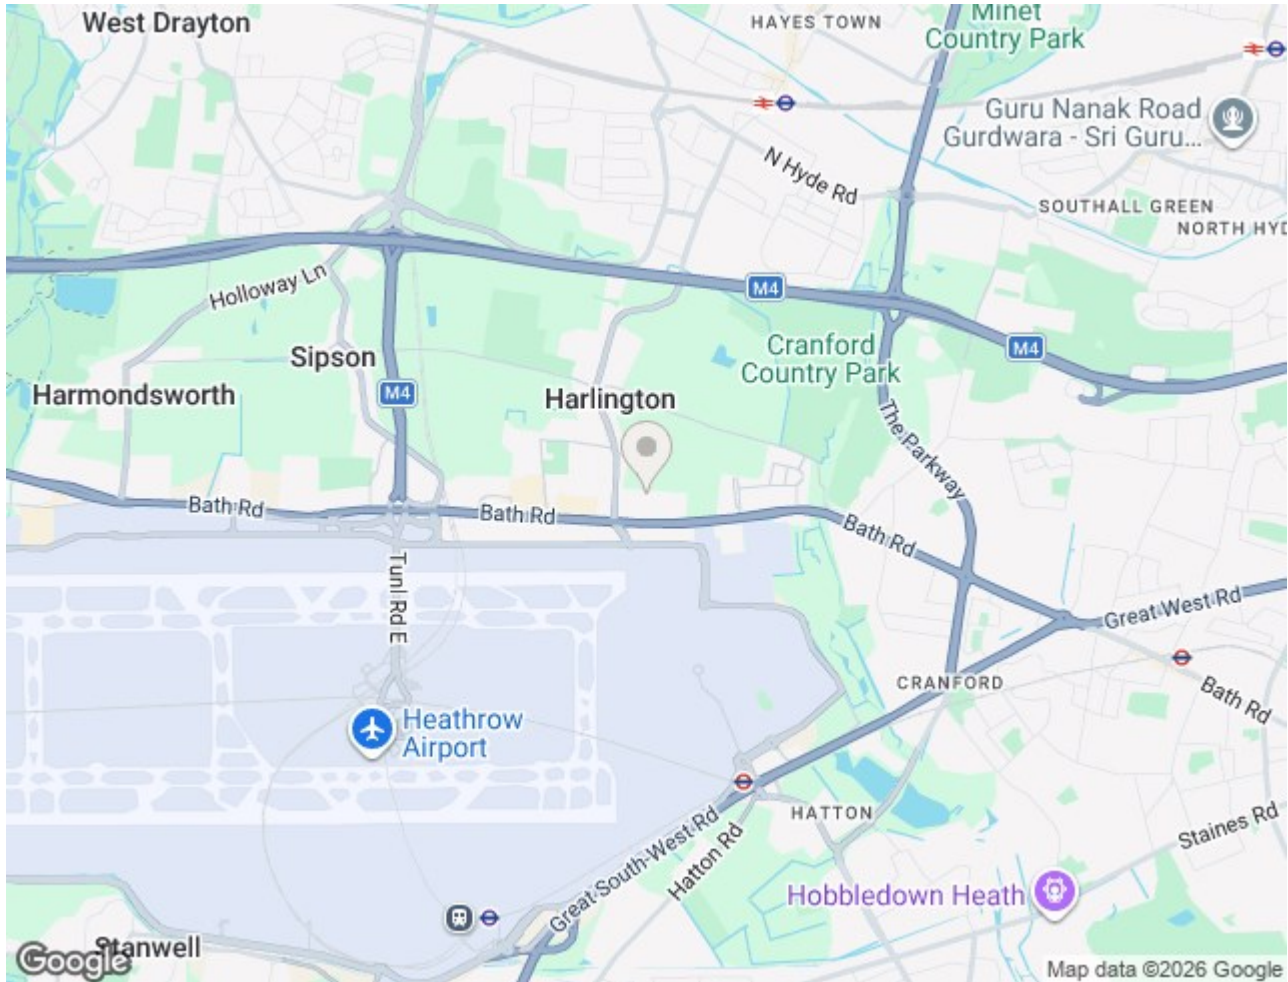 West Drayton
HAYES TOWN
Minet
Country Park
Guru Nanak Road
Gurdwara - Sri Guru...
N Hyde Rd
SOUTHALL GREEN
NORTH HYD
Holloway Ln
M4
M4
Sipson
Cranford
Country Park
Harmondsworth
M4
Harlington
The Parkway
Bath Rd
Bath Rd
Bath Rd
Tunl Rd E
Great West Rd
CRANFORD
Bath Rd
Heathrow
Airport
HATTON
Staines Rd
Great South-West Rd
Hatton Rd
Hobbledown Heath
Stanwell
Google
Map data ©2026 Google